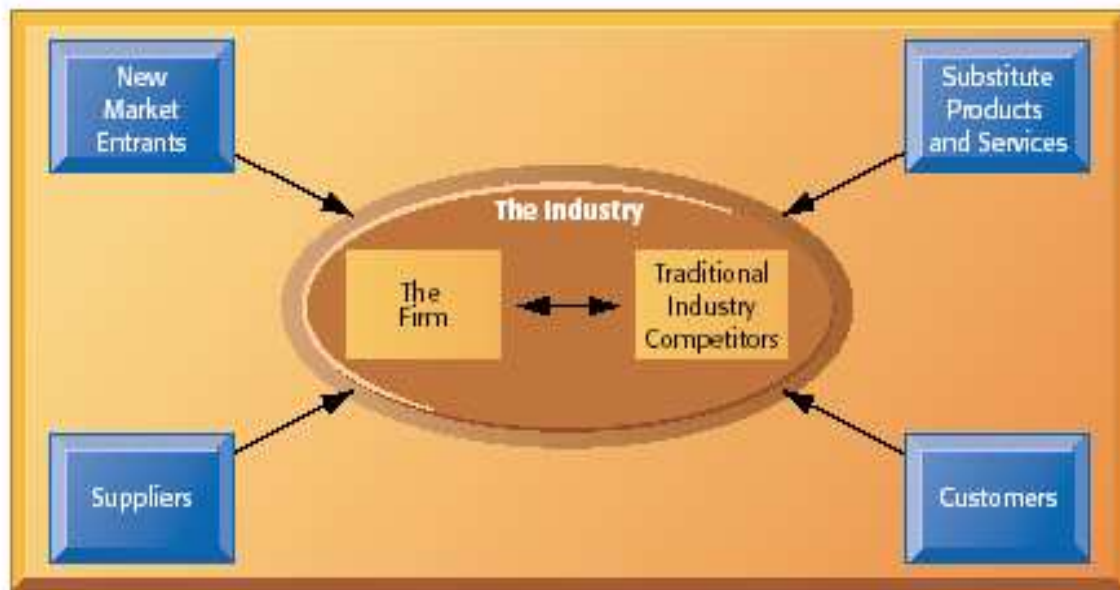 New
Market
Entrants
Substitute
Products
and Services
The Industry
The
Firm
Traditional
Industry
Competitors
Suppliers
Customers